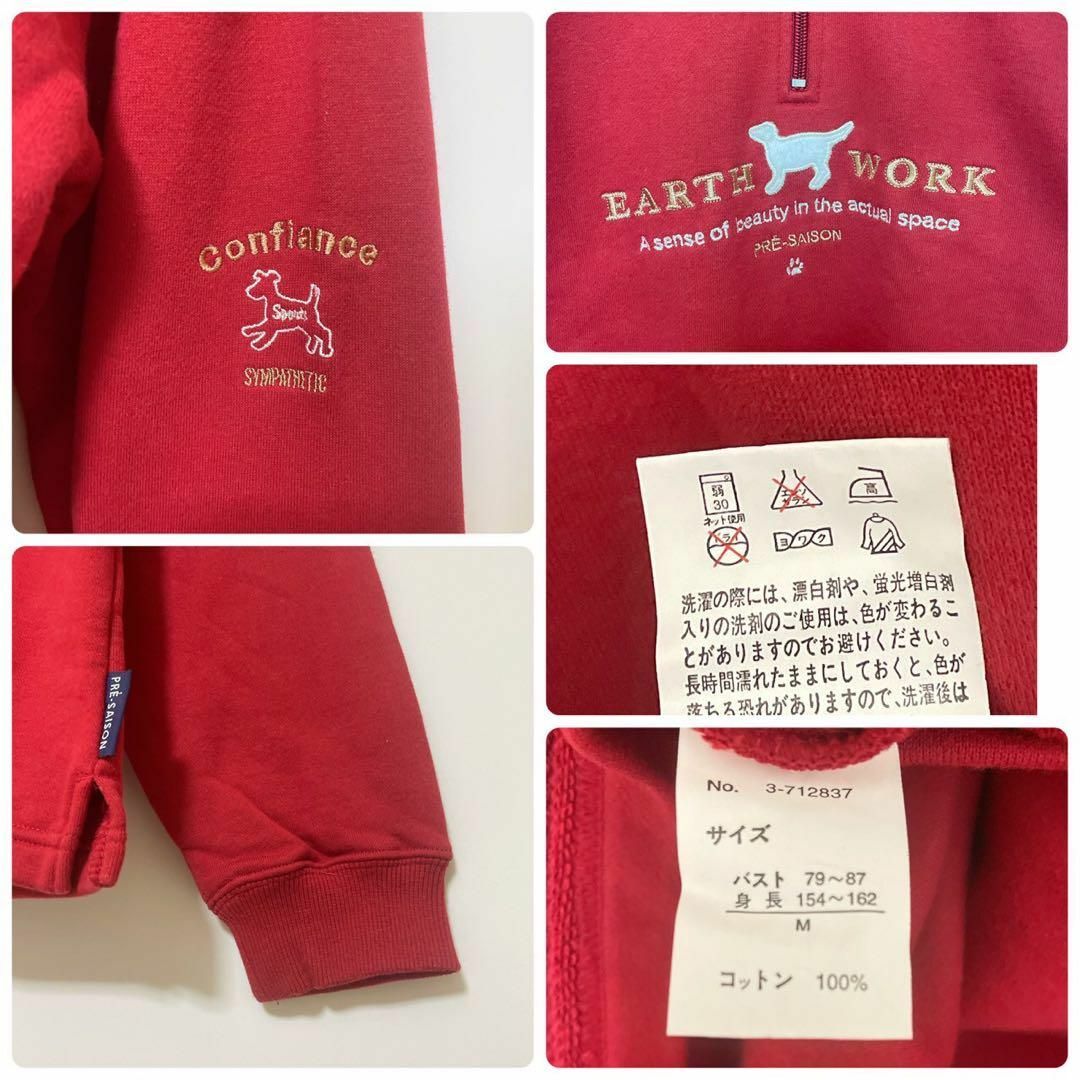 Confiance
Sports
SYMPATHETIC
EARTH WORK
A sense of beauty in the actual space
PRÉ-SAISON
PRÉ-SAISON
弱
30
エンソ
サラシ
高
ネット使用
ドライ
ヨワク
洗濯の際には、漂白剤や、蛍光増白剤
入りの洗剤のご使用は、色が変わるこ
とがありますのでお避けください。
長時間濡れたままにしておくと、色が
落ちる恐れがありますので、洗濯後は
No. 3-712837
サイズ
バスト 79～87
身長 154～162
M
コットン 100%